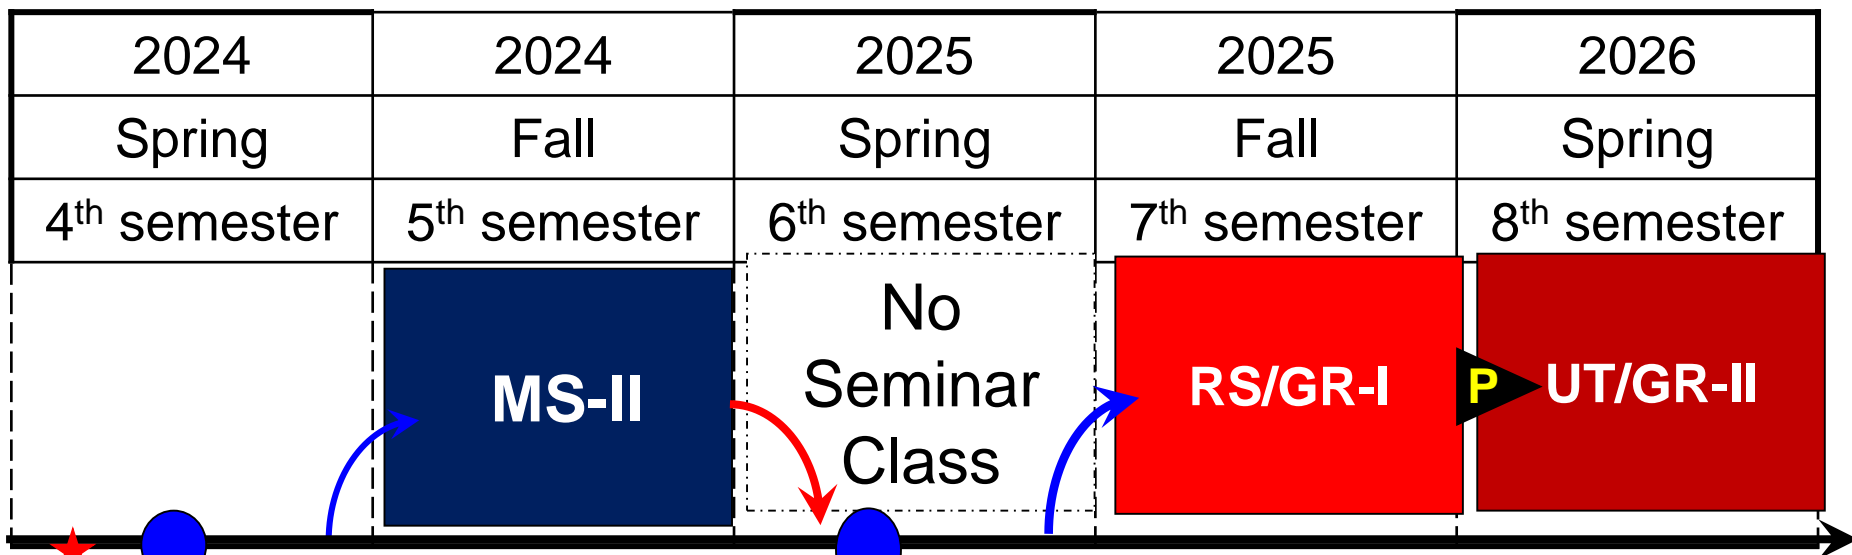 2024 2024 2025 2025 2026
Spring Fall Spring Fall Spring
4th semester 5th semester 6th semester 7th semester 8th semester
MS-II
No
Seminar
Class
RS/GR-I
P
UT/GR-II